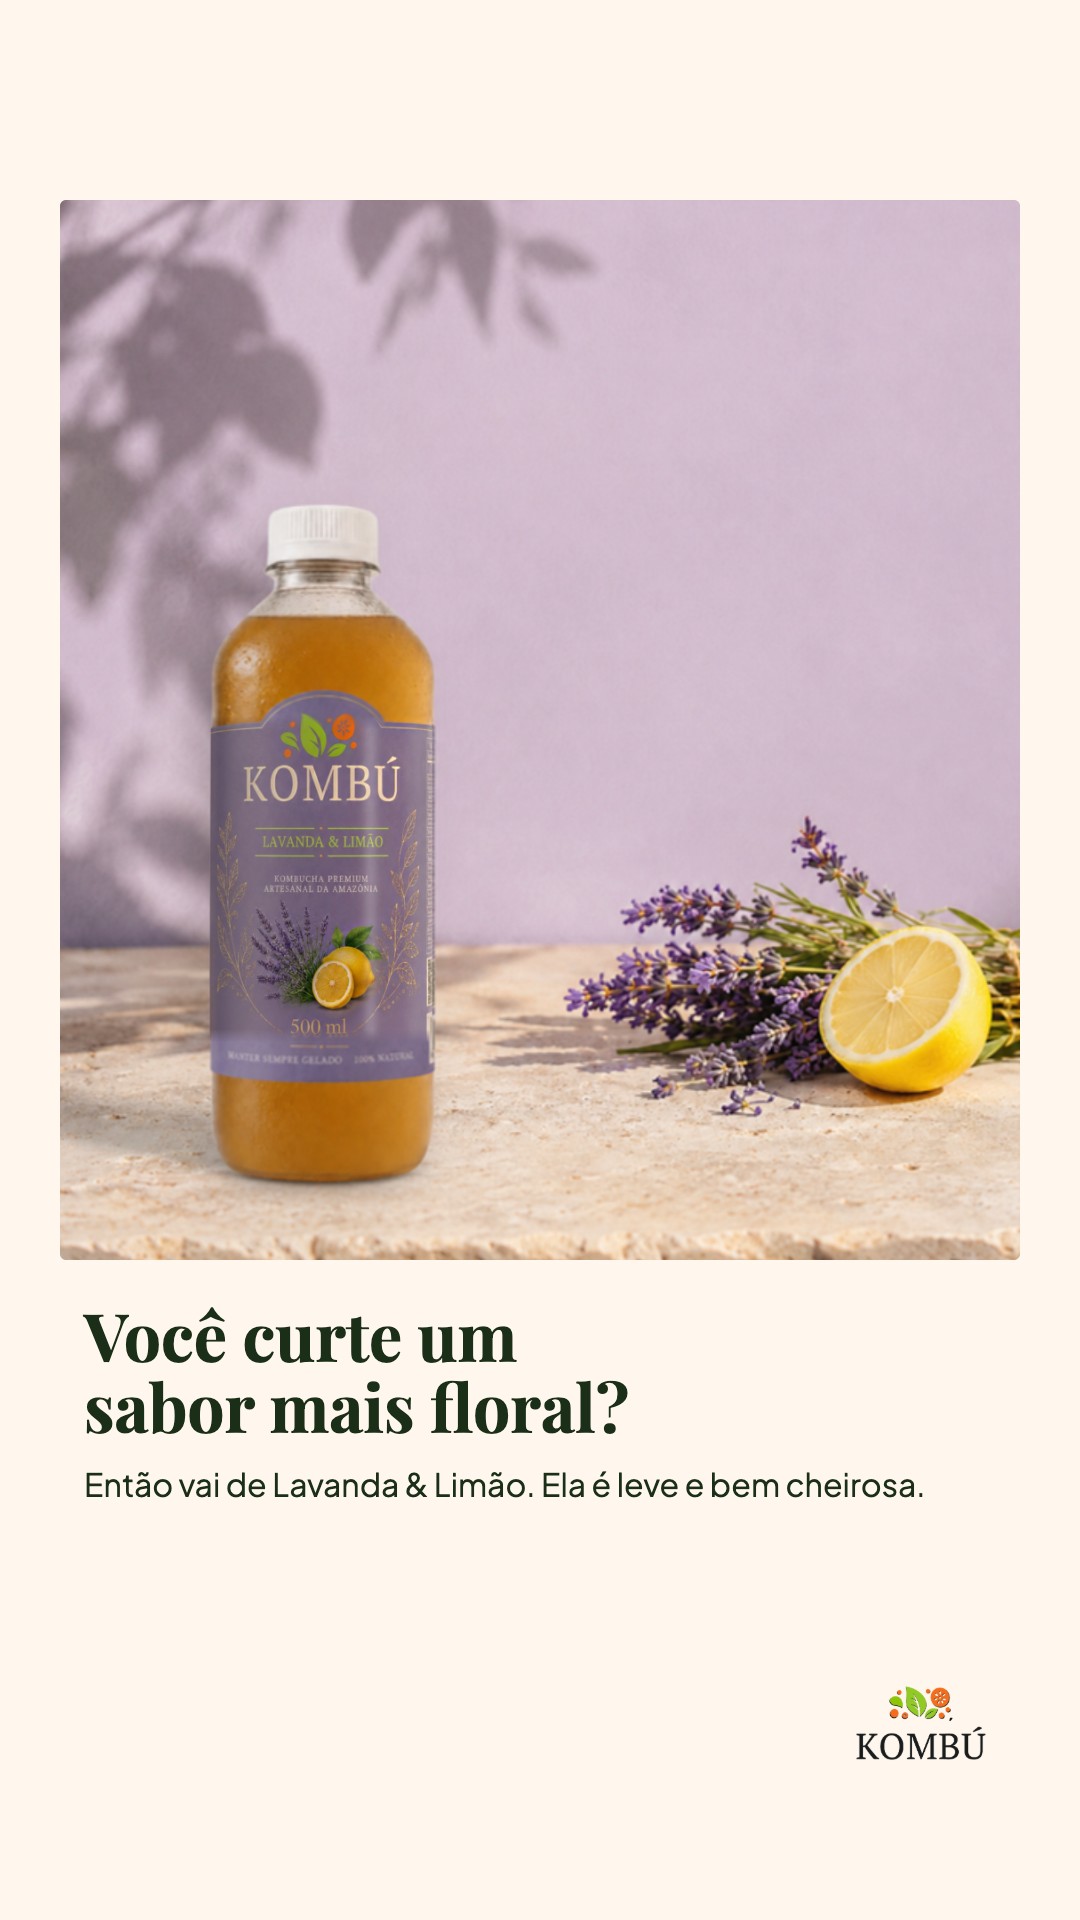 KOMBÚ
LAVANDA & LIMÃO
KOMBUCHA PREMIUM
ARTESANAL DA AMAZÔNIA
500 ml
MANTER SEMPRE GELADO 100% NATURAL
Você curte um
sabor mais floral?
Então vai de Lavanda & Limão. Ela é leve e bem cheirosa.
KOMBÚ